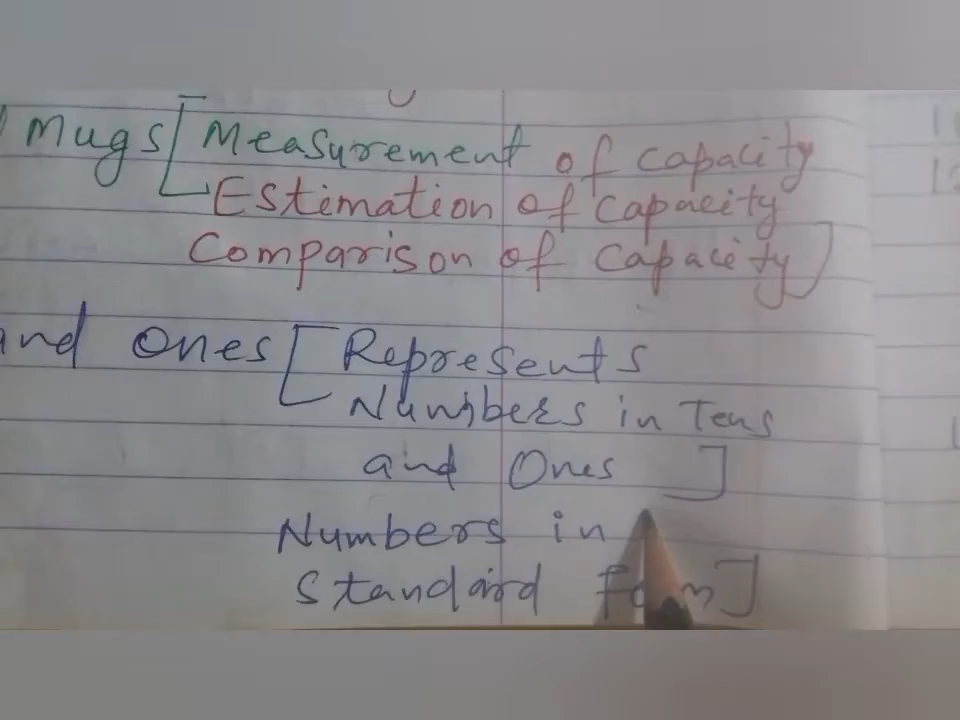 Mugs [Measurement of Capacity
Estimation of Capacity
Comparison of Capacity]
and Ones [Represents
Numbers in Tens
and Ones ]
Numbers in
Standard form]